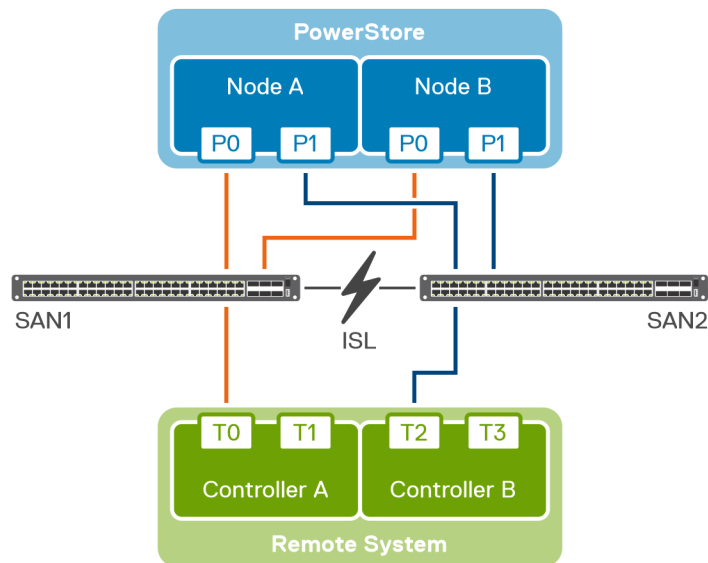 PowerStore
Node A
Node B
P0
P1
P0
P1
SAN1
ISL
SAN2
T0
T1
T2
T3
Controller A
Controller B
Remote System